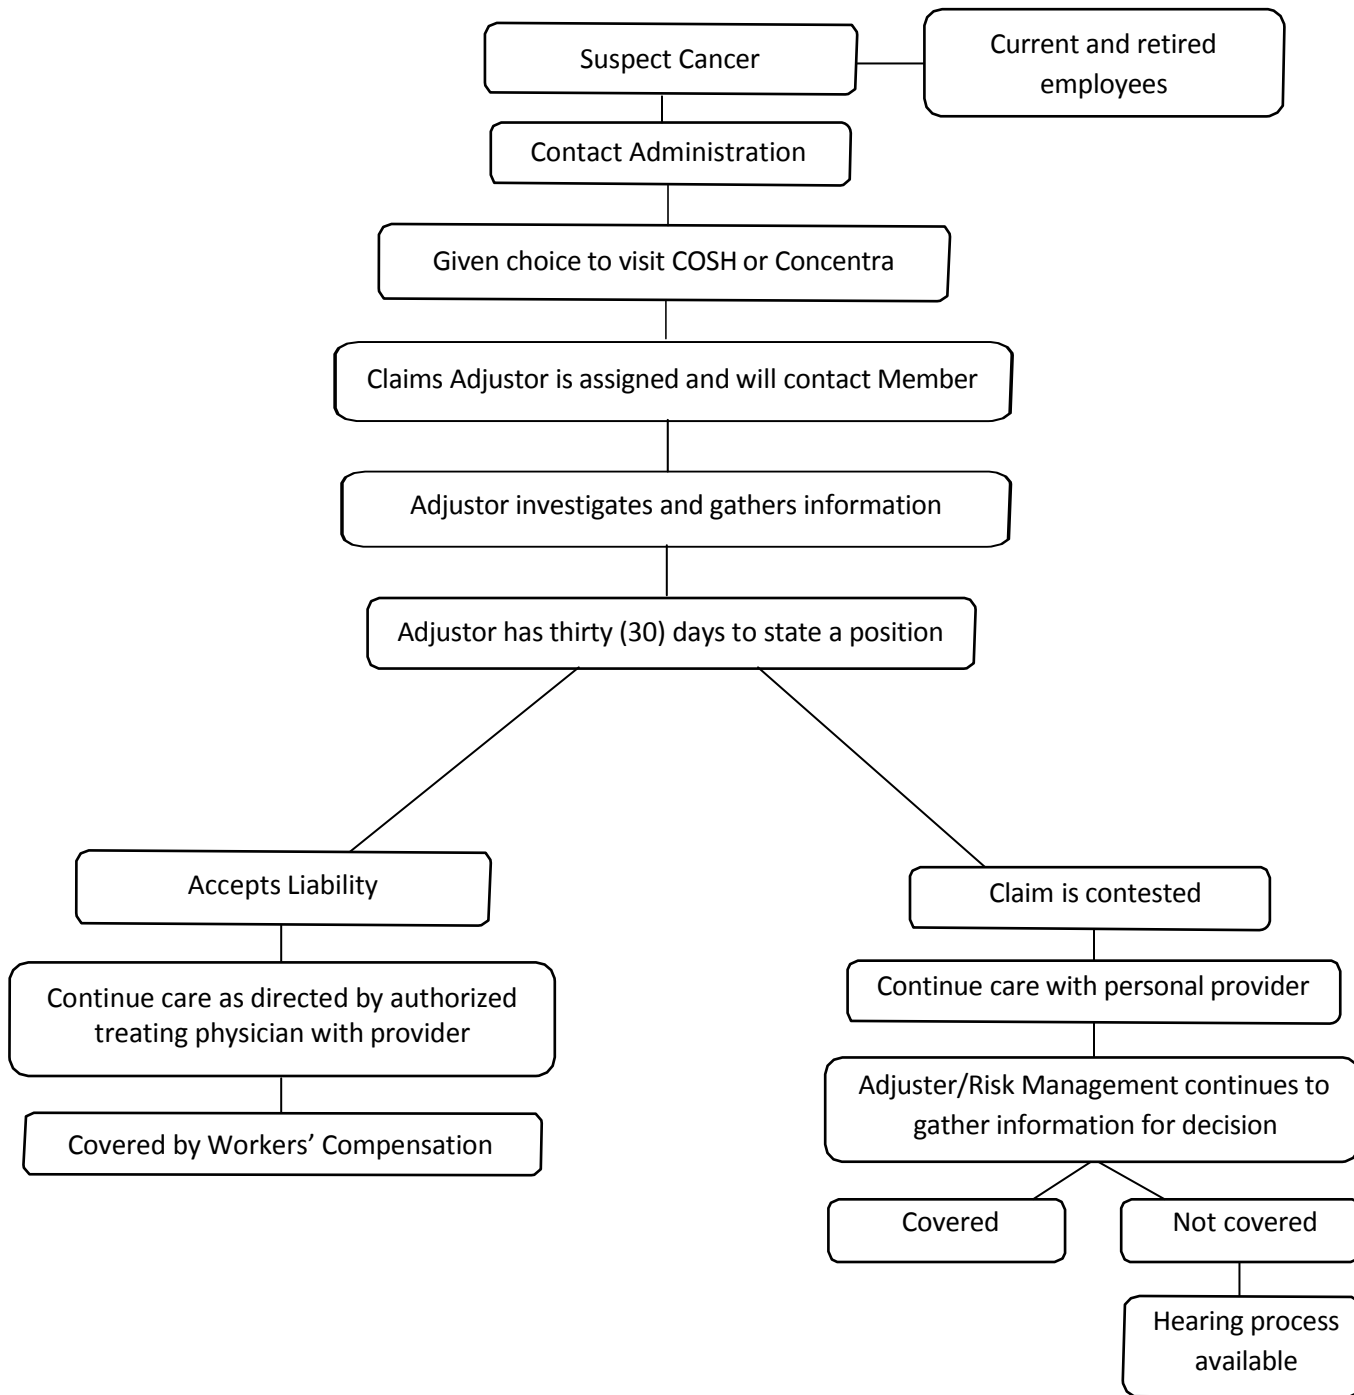 Suspect Cancer
Current and retired
employees
Contact Administration
Given choice to visit COSH or Concentra
Claims Adjustor is assigned and will contact Member
Adjustor investigates and gathers information
Adjustor has thirty (30) days to state a position
Accepts Liability
Continue care as directed by authorized
treating physician with provider
Covered by Workers’ Compensation
Claim is contested
Continue care with personal provider
Adjuster/Risk Management continues to
gather information for decision
Covered
Not covered
Hearing process
available